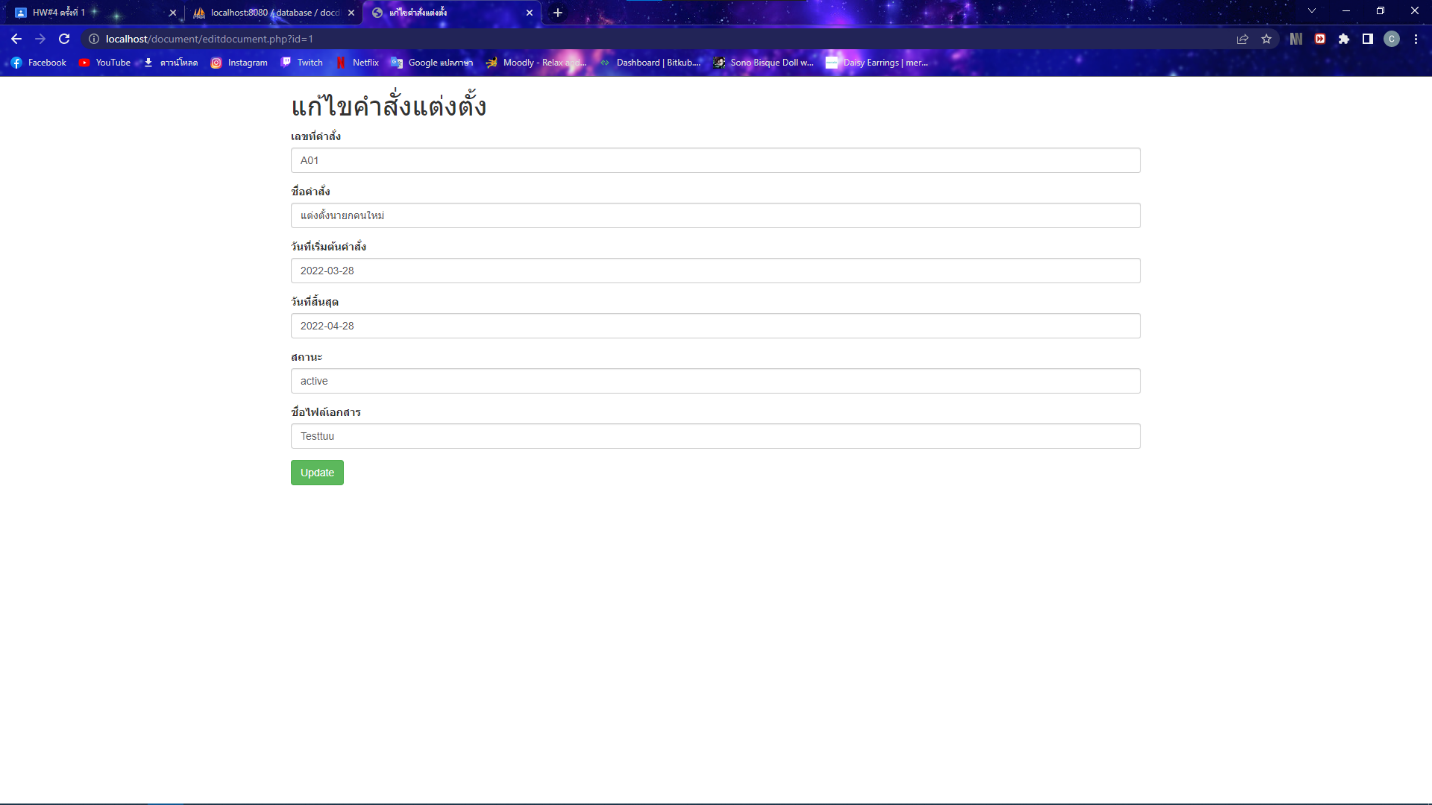 HW#4 ครั้งที่ 1
localhost:8080 / database / docd
แก้ไขคำสั่งแต่งตั้ง
localhost/document/editdocument.php?id=1
C
Facebook YouTube ดาวน์โหลด Instagram Twitch Netflix Google แปลภาษา Moodly - Relax Dashboard | Bitkub.... Sono Bisque Doll w... Daisy Earrings | mer...
แก้ไขคำสั่งแต่งตั้ง
เลขที่คำสั่ง
A01
ชื่อคำสั่ง
แต่งตั้งนายกคนใหม่
วันที่เริ่มต้นคำสั่ง
2022-03-28
วันที่สิ้นสุด
2022-04-28
สถานะ
active
ชื่อไฟล์เอกสาร
Testtuu
Update